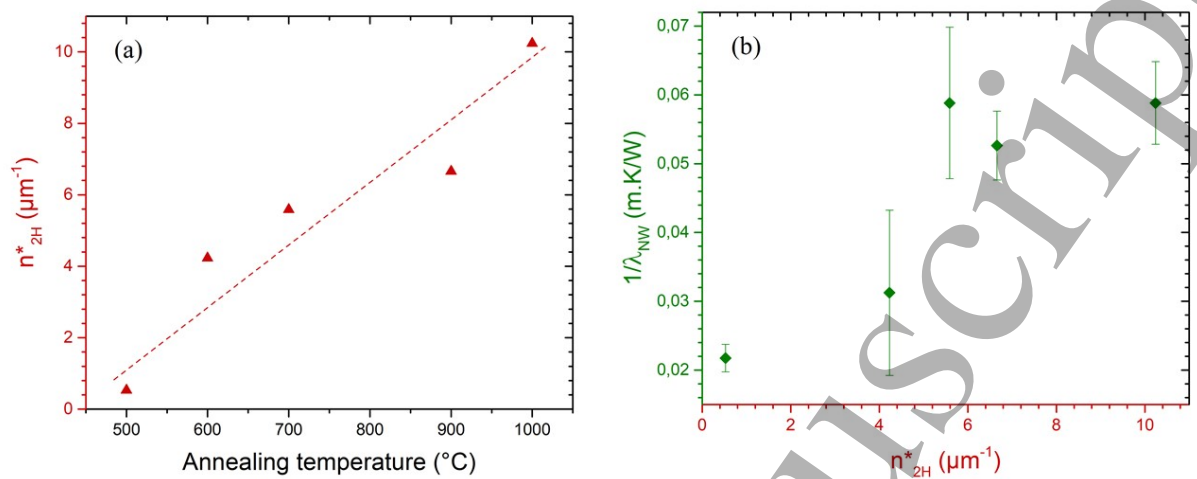 (a)
10
8
6
4
2
0
n*2H (µm-1)
500 600 700 800 900 1000
Annealing temperature (°C)
(b)
0,07
0,06
0,05
0,04
0,03
0,02
1/λNW (m.K/W)
0 2 4 6 8 10
n*2H (µm-1)
uscrip